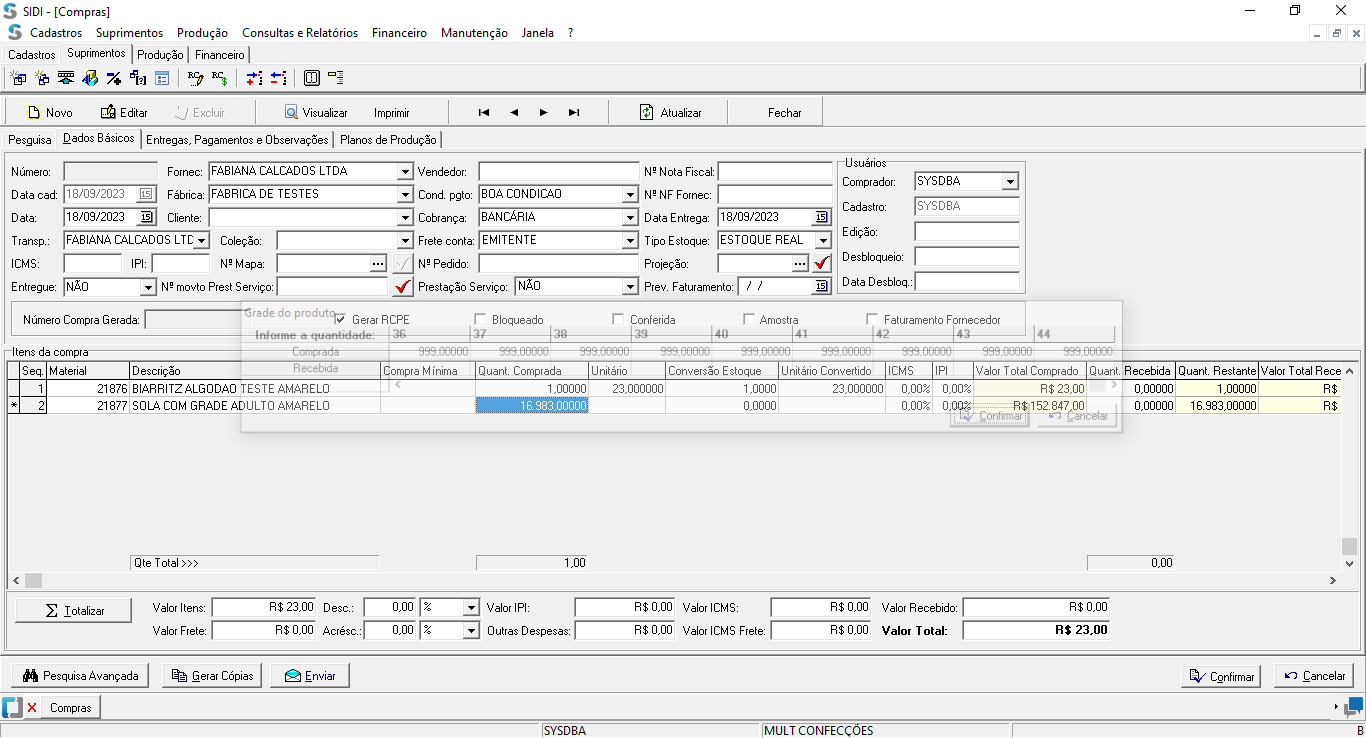 SIDI - [Compras]
Cadastros Suprimentos Produção Consultas e Relatórios Financeiro Manutenção Janela ?
Cadastros Suprimentos Produção Financeiro
Novo Editar Excluir Visualizar Imprimir Atualizar Fechar
Pesquisa Dados Básicos Entregas, Pagamentos e Observações Planos de Produção
Número: Fornec: FABIANA CALCADOS LTDA Vendedor: Nº Nota Fiscal:
Data cad: 18/09/2023 Fábrica: FABRICA DE TESTES Cond. pgto: BOA CONDICAO Nº NF Fornec:
Data: 18/09/2023 Cliente: Cobrança: BANCÁRIA Data Entrega: 18/09/2023
Transp.: FABIANA CALCADOS LTC Coleção: Frete conta: EMITENTE Tipo Estoque: ESTOQUE REAL
ICMS: IPI: Nº Mapa: Nº Pedido: Projeção:
Entregue: NÃO Nº movto Prest Serviço: Prestação Serviço: NÃO Prev. Faturamento: / /
Usuários
Comprador: SYSDBA
Cadastro: SYSDBA
Edição:
Desbloqueio:
Data Desbloq.:
Número Compra Gerada: Gerar RCPE Bloqueado Conferida Amostra Faturamento Fornecedor
Grade do produto
Informe a quantidade: 36 37 38 39 40 41 42 43 44
Comprada 999,00000 999,00000 999,00000 999,00000 999,00000 999,00000 999,00000 999,00000 999,00000
Recebida
Confirmar Cancelar
Itens da compra
Seq. Material Descrição Compra Mínima Quant. Comprada Unitário Conversão Estoque Unitário Convertido ICMS IPI Valor Total Comprado Quant. Recebida Quant. Restante Valor Total Rece
1 21876 BIARRITZ ALGODAO TESTE AMARELO 1,00000 23,000000 1,0000 23,000000 0,00% 0,00% R$ 23,00 0,00000 1,00000 R$
* 2 21877 SOLA COM GRADE ADULTO AMARELO 16.983,00000 0,0000 0,00% 0,00% R$ 152.847,00 0,00000 16.983,00000 R$
Qte Total >>> 1,00 0,00
Σ Totalizar Valor Itens: R$ 23,00 Desc.: 0,00 % Valor IPI: R$ 0,00 Valor ICMS: R$ 0,00 Valor Recebido: R$ 0,00
Valor Frete: R$ 0,00 Acrésc.: 0,00 % Outras Despesas: R$ 0,00 Valor ICMS Frete: R$ 0,00 Valor Total: R$ 23,00
Pesquisa Avançada Gerar Cópias Enviar Confirmar Cancelar
Compras
SYSDBA MULT CONFECÇÕES B